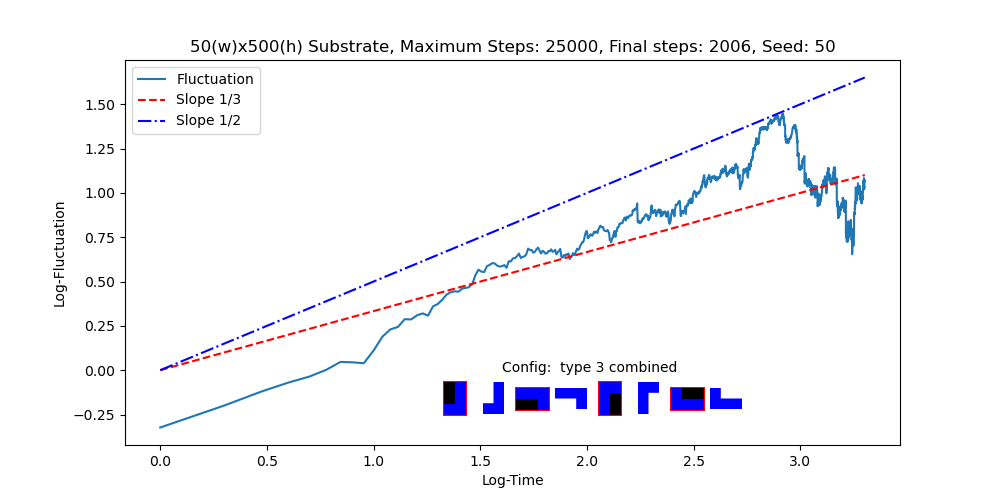 50(w)x500(h) Substrate, Maximum Steps: 25000, Final steps: 2006, Seed: 50
Fluctuation
Slope 1/3
Slope 1/2
1.50
1.25
1.00
0.75
0.50
0.25
0.00
−0.25
Log-Fluctuation
Config:  type 3 combined
0.0 0.5 1.0 1.5 2.0 2.5 3.0
Log-Time